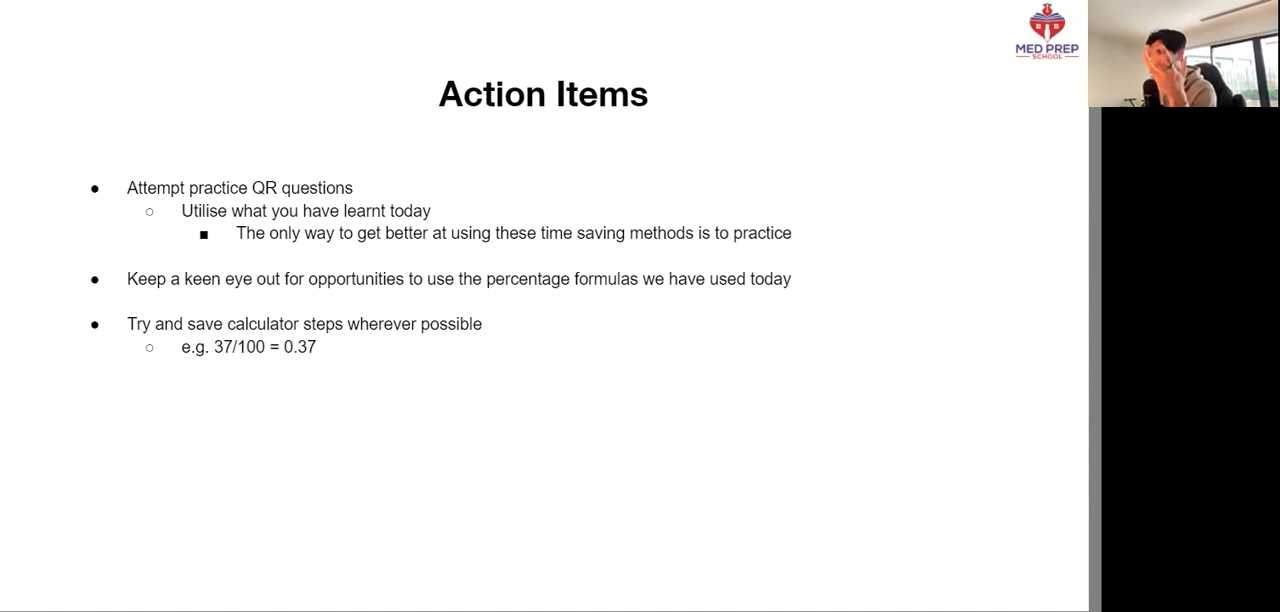 MED PREP
SCHOOL
Action Items
● Attempt practice QR questions
○ Utilise what you have learnt today
■ The only way to get better at using these time saving methods is to practice
● Keep a keen eye out for opportunities to use the percentage formulas we have used today
● Try and save calculator steps wherever possible
○ e.g. 37/100 = 0.37